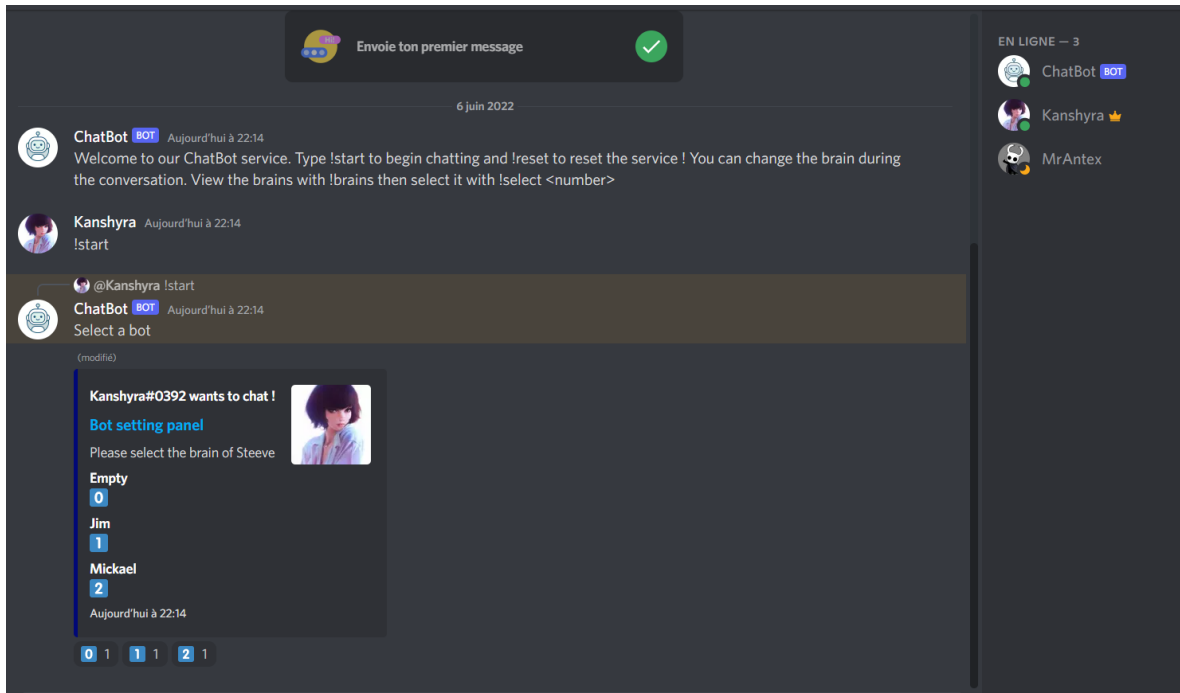 Envoie ton premier message
6 juin 2022
ChatBot BOT Aujourd'hui à 22:14
Welcome to our ChatBot service. Type !start to begin chatting and !reset to reset the service ! You can change the brain during
the conversation. View the brains with !brains then select it with !select <number>
Kanshyra Aujourd'hui à 22:14
!start
@Kanshyra !start
ChatBot BOT Aujourd'hui à 22:14
Select a bot
(modifié)
Kanshyra#0392 wants to chat !
Bot setting panel
Please select the brain of Steeve
Empty
0
Jim
1
Mickael
2
Aujourd'hui à 22:14
0 1 1 1 2 1
EN LIGNE — 3
ChatBot BOT
Kanshyra
MrAntex